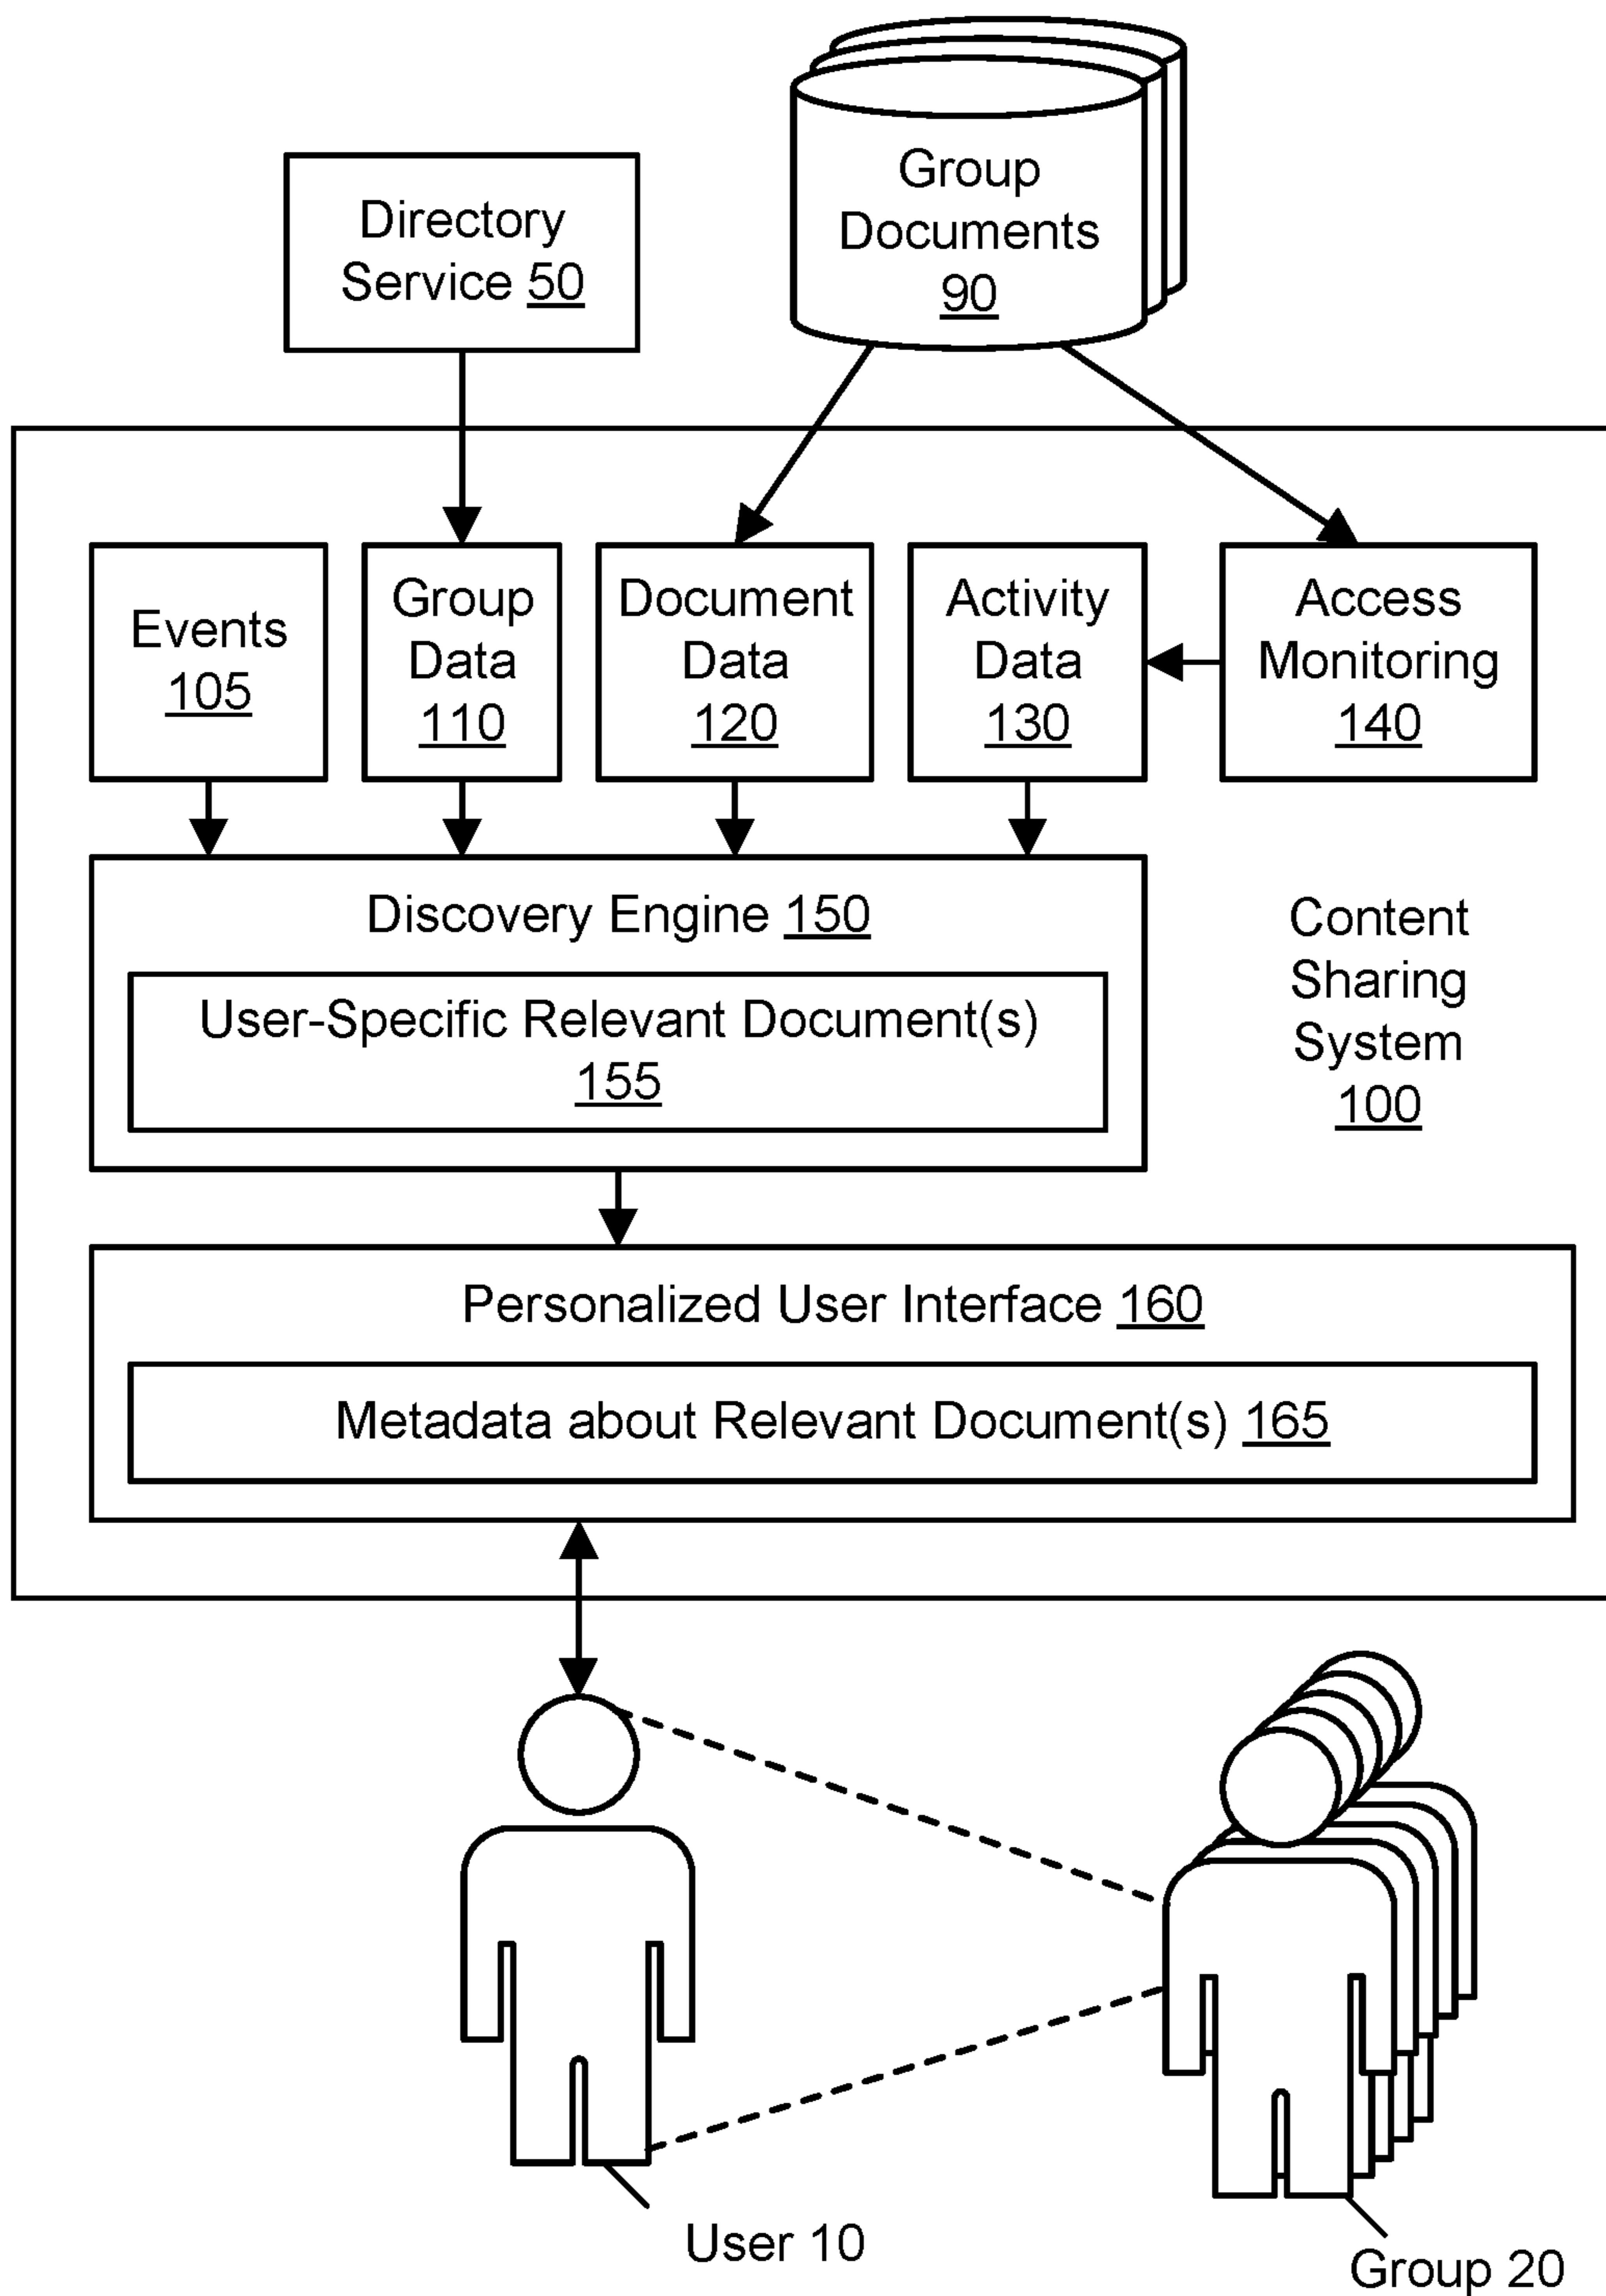 Group
Documents
90
Directory
Service 50
Events
105
Group
Data
110
Document
Data
120
Activity
Data
130
Access
Monitoring
140
Discovery Engine 150
User-Specific Relevant Document(s)
155
Content
Sharing
System
100
Personalized User Interface 160
Metadata about Relevant Document(s) 165
User 10
Group 20